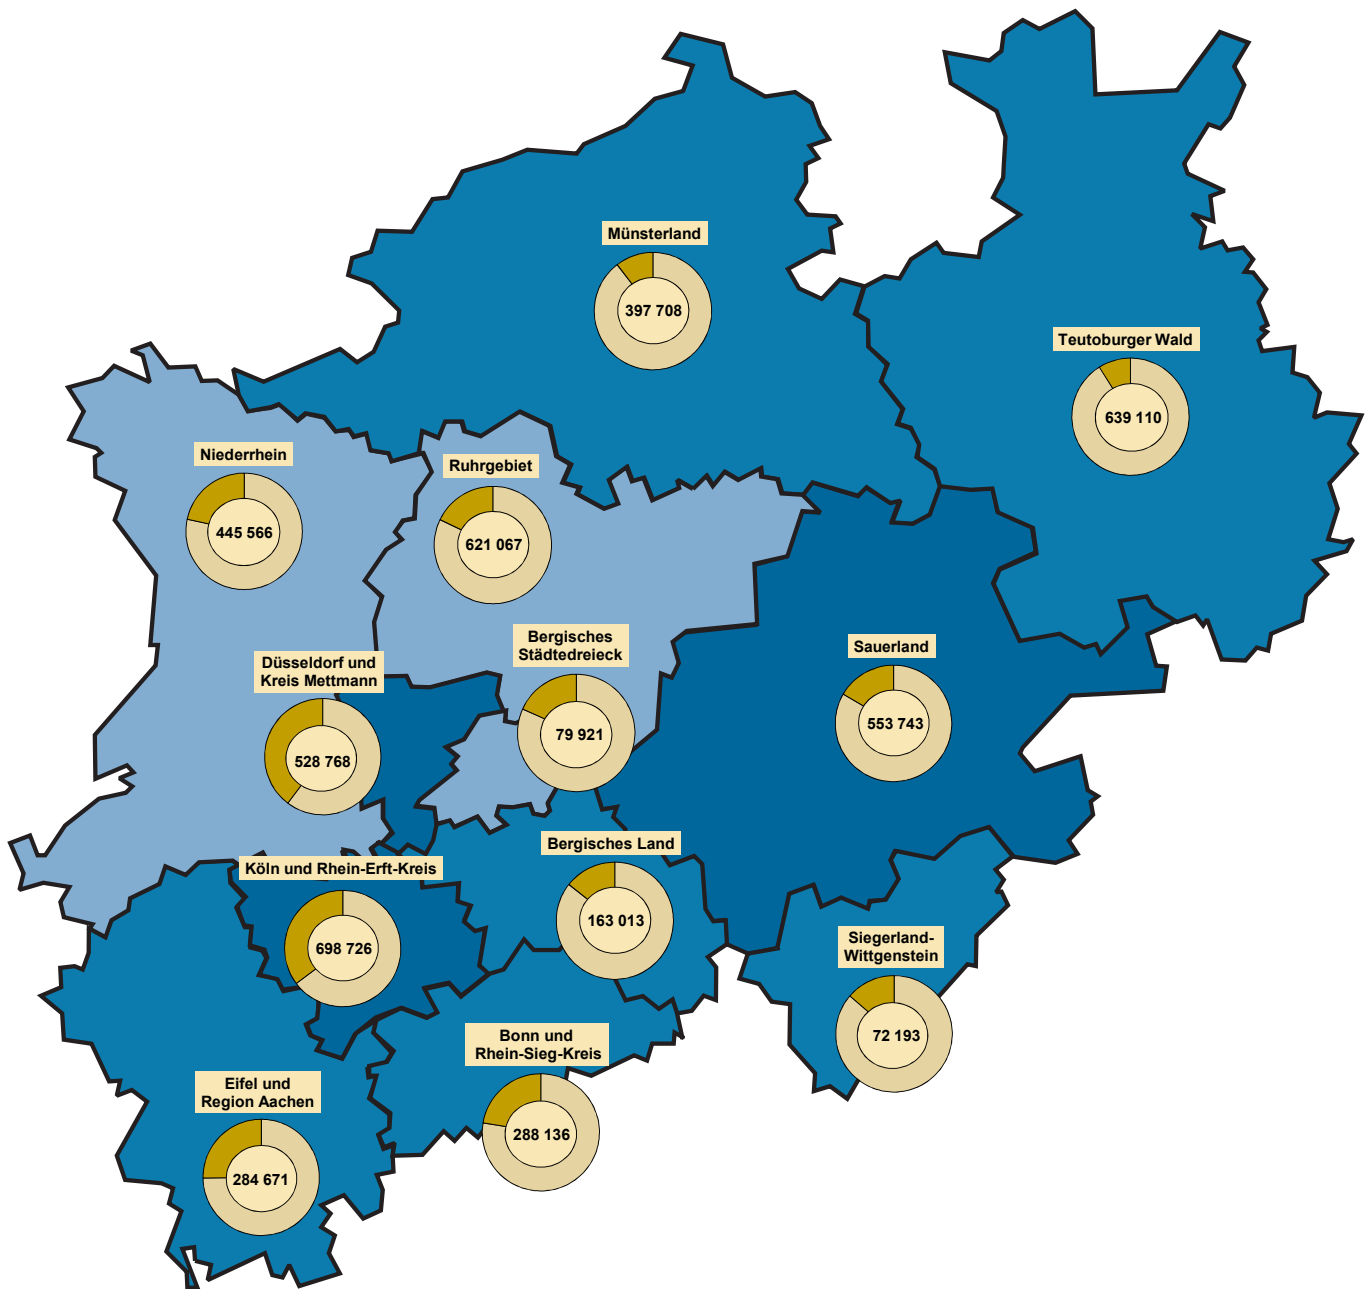 Münsterland
397 708
Teutoburger Wald
639 110
Niederrhein
445 566
Ruhrgebiet
621 067
Bergisches
Städtedreieck
79 921
Sauerland
553 743
Düsseldorf und
Kreis Mettmann
528 768
Bergisches Land
163 013
Köln und Rhein-Erft-Kreis
698 726
Siegerland-
Wittgenstein
72 193
Bonn und
Rhein-Sieg-Kreis
288 136
Eifel und
Region Aachen
284 671